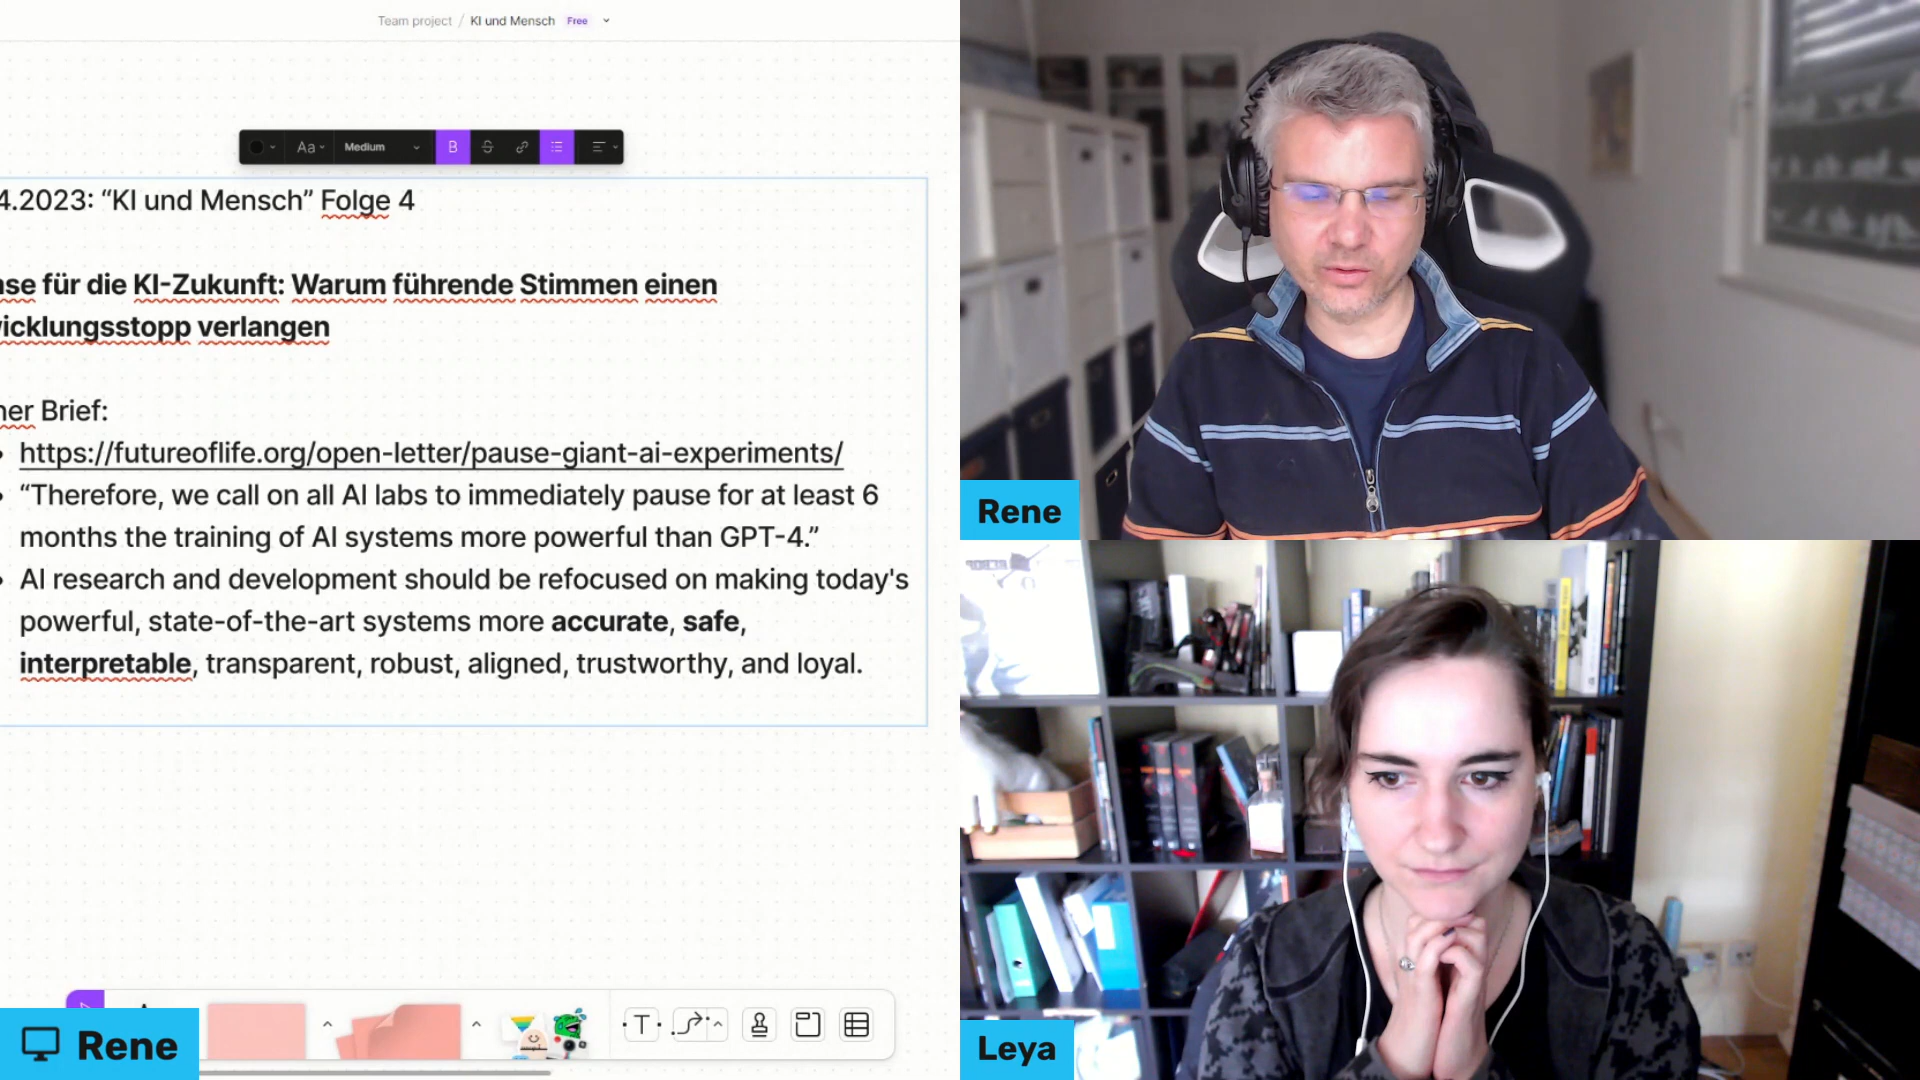 Team project / KI und Mensch Free
Aa Medium B S
4.2023: “KI und Mensch” Folge 4
se für die KI-Zukunft: Warum führende Stimmen einen
wicklungsstopp verlangen
ner Brief:
https://futureoflife.org/open-letter/pause-giant-ai-experiments/
“Therefore, we call on all AI labs to immediately pause for at least 6
months the training of AI systems more powerful than GPT-4.”
AI research and development should be refocused on making today's
powerful, state-of-the-art systems more accurate, safe,
interpretable, transparent, robust, aligned, trustworthy, and loyal.
T
Rene
Rene
Leya